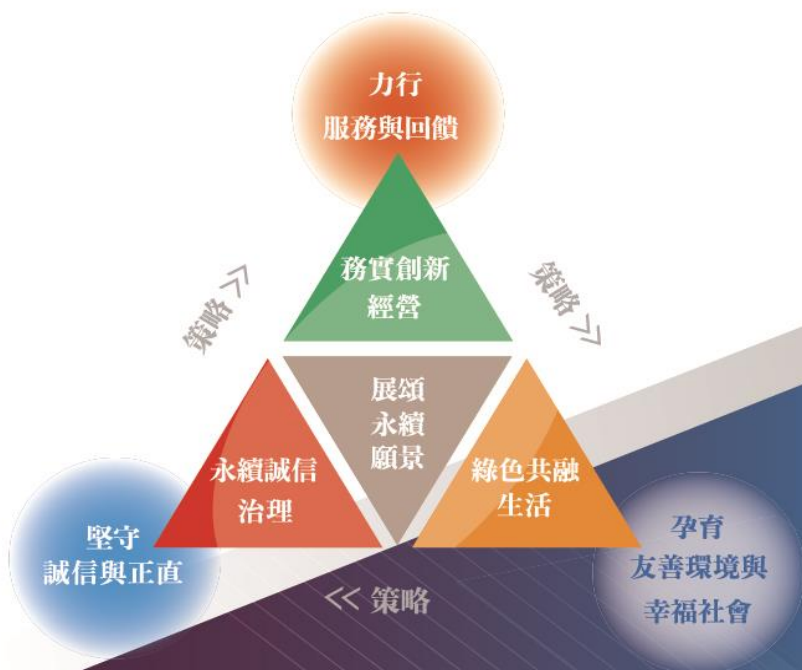 力行
服務與回饋
務實創新
經營
策略 >>
策略 >>
展頌
永續
願景
永續誠信
治理
綠色共融
生活
堅守
誠信與正直
孕育
友善環境與
幸福社會
<< 策略